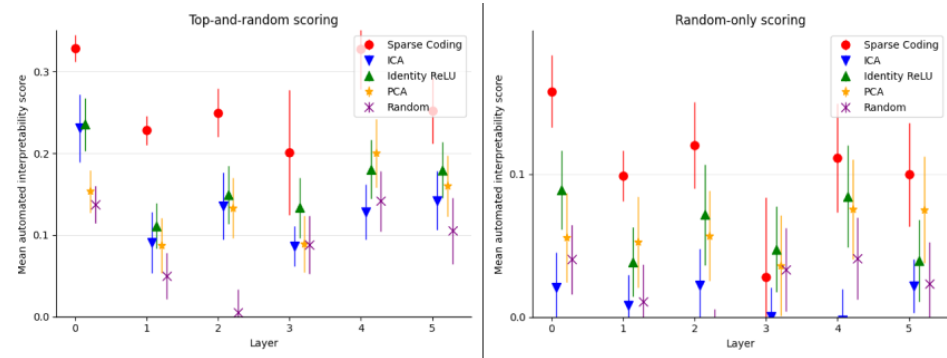 Top-and-random scoring
Mean automated interpretability score
0.3
0.2
0.1
0.0
0
1
2
3
4
5
Layer
Sparse Coding
ICA
Identity ReLU
PCA
Random
Random-only scoring
Mean automated interpretability score
0.1
0.0
0
1
2
3
4
5
Layer
Sparse Coding
ICA
Identity ReLU
PCA
Random